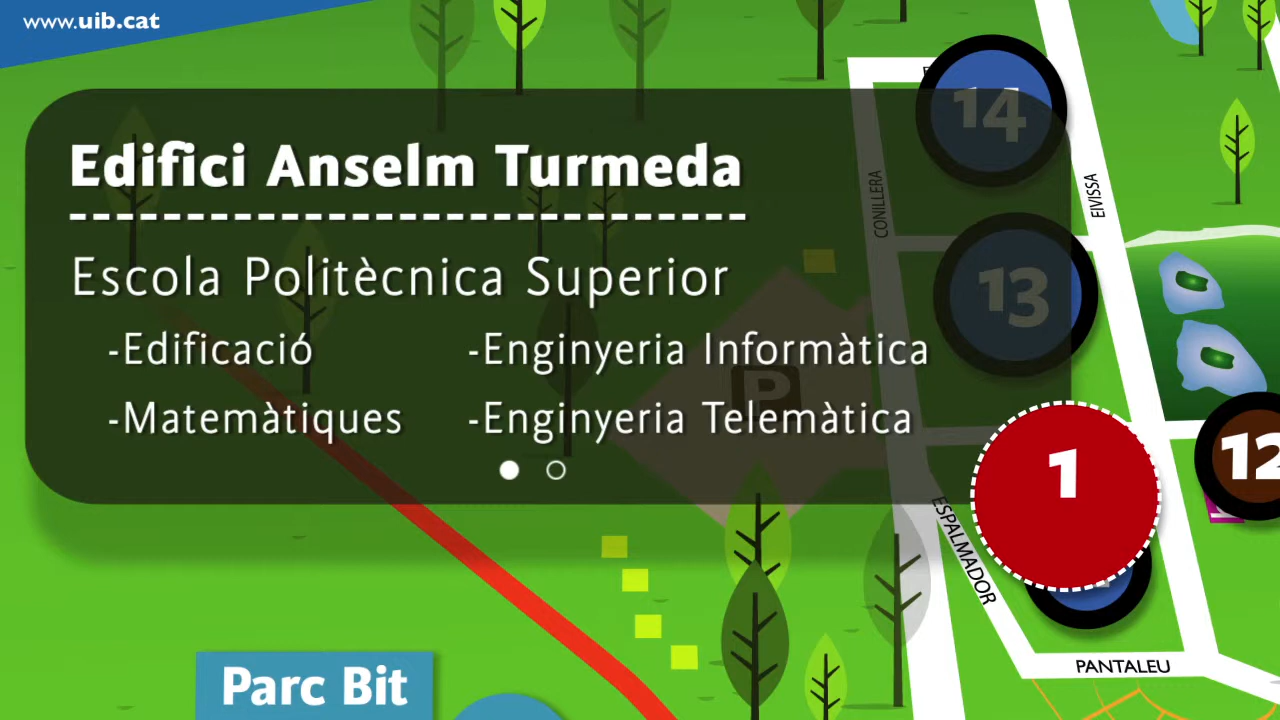 www.uib.cat
14
Edifici Anselm Turmeda
Escola Politècnica Superior
-Edificació
-Enginyeria Informàtica
-Matemàtiques
-Enginyeria Telemàtica
CONILLERA
EIVISSA
13
P
1
12
ESPALMADOR
PANTALEU
Parc Bit